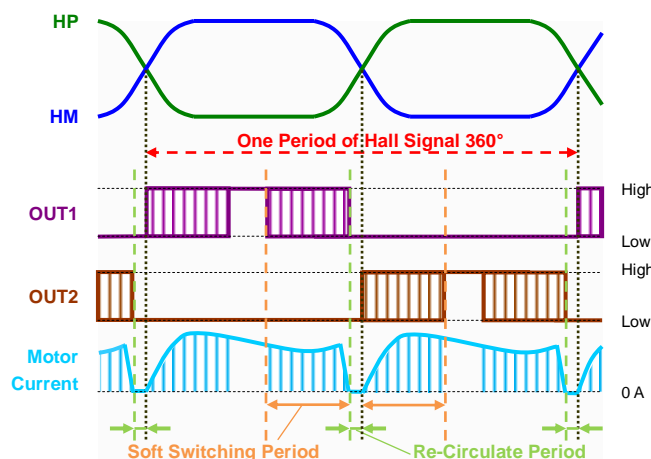 HP
HM
One Period of Hall Signal 360°
OUT1
High
Low
OUT2
High
Low
Motor
Current
0 A
Soft Switching Period
Re-Circulate Period